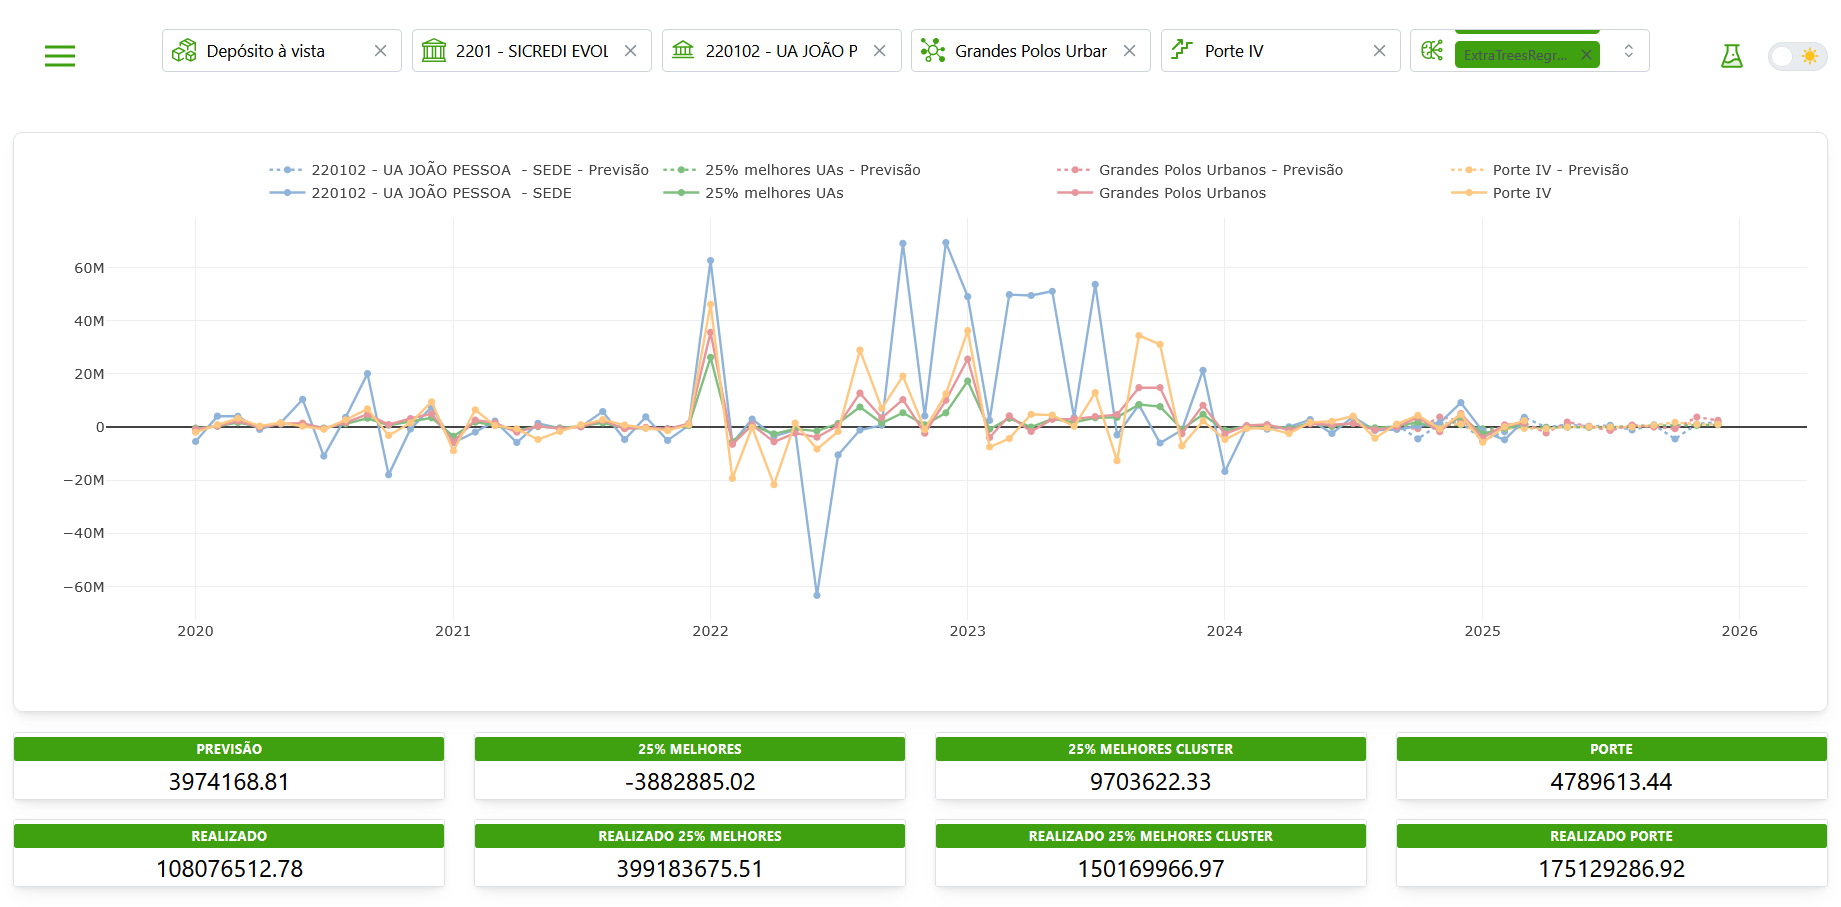 Depósito à vista
2201 - SICREDI EVOL
220102 - UA JOÃO P
Grandes Polos Urbar
Porte IV
ExtraTreesRegr...
220102 - UA JOÃO PESSOA - SEDE - Previsão
25% melhores UAs - Previsão
Grandes Polos Urbanos - Previsão
Porte IV - Previsão
220102 - UA JOÃO PESSOA - SEDE
25% melhores UAs
Grandes Polos Urbanos
Porte IV
60M
40M
20M
0
−20M
−40M
−60M
2020
2021
2022
2023
2024
2025
2026
PREVISÃO
3974168.81
25% MELHORES
-3882885.02
25% MELHORES CLUSTER
9703622.33
PORTE
4789613.44
REALIZADO
108076512.78
REALIZADO 25% MELHORES
399183675.51
REALIZADO 25% MELHORES CLUSTER
150169966.97
REALIZADO PORTE
175129286.92